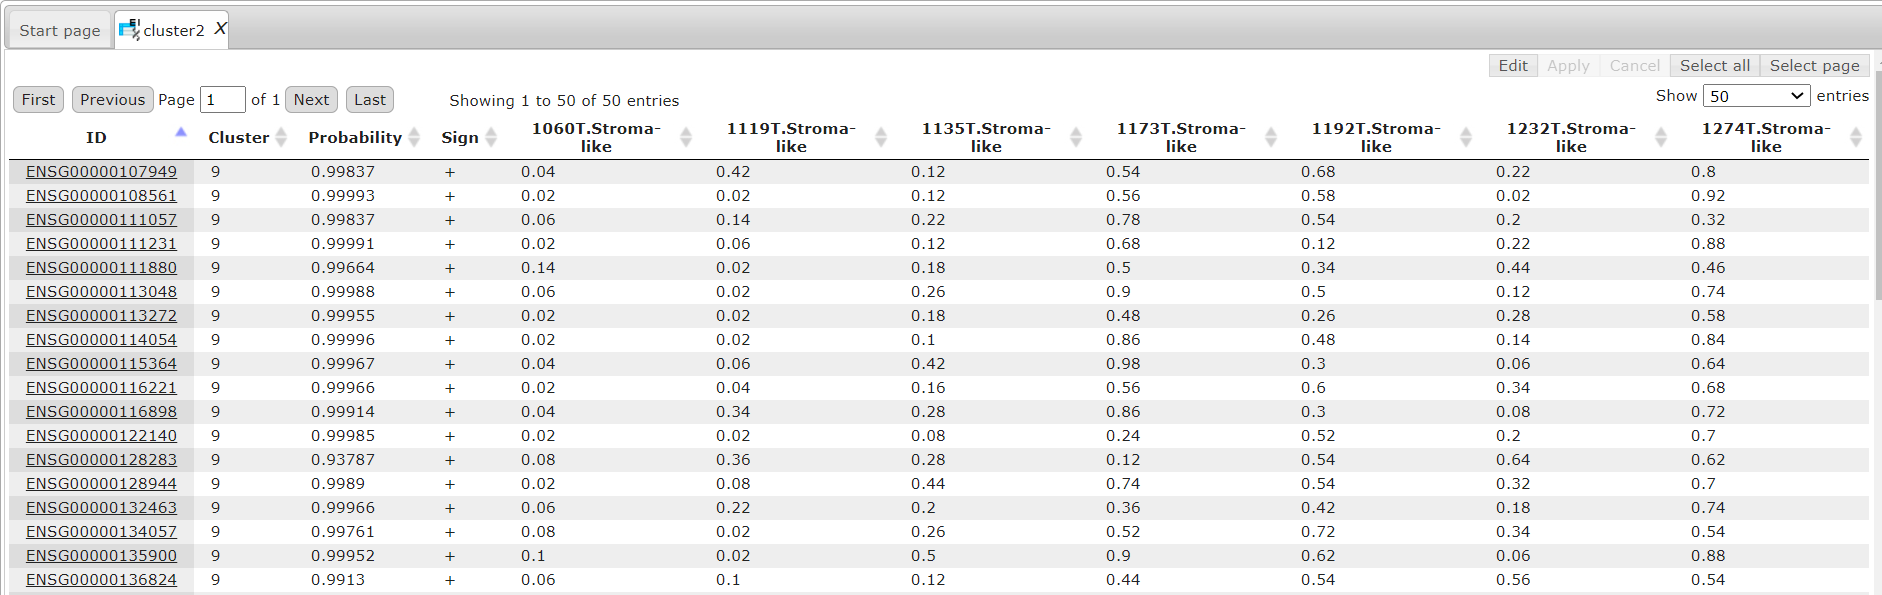 Start page cluster2 X
Edit Apply Cancel Select all Select page
First Previous Page 1 of 1 Next Last Showing 1 to 50 of 50 entries Show 50 entries
ID Cluster Probability Sign 1060T.Stroma-like 1119T.Stroma-like 1135T.Stroma-like 1173T.Stroma-like 1192T.Stroma-like 1232T.Stroma-like 1274T.Stroma-like
ENSG00000107949 9 0.99837 + 0.04 0.42 0.12 0.54 0.68 0.22 0.8
ENSG00000108561 9 0.99993 + 0.02 0.02 0.12 0.56 0.58 0.02 0.92
ENSG00000111057 9 0.99837 + 0.06 0.14 0.22 0.78 0.54 0.2 0.32
ENSG00000111231 9 0.99991 + 0.02 0.06 0.12 0.68 0.12 0.22 0.88
ENSG00000111880 9 0.99664 + 0.14 0.02 0.18 0.5 0.34 0.44 0.46
ENSG00000113048 9 0.99988 + 0.06 0.02 0.26 0.9 0.5 0.12 0.74
ENSG00000113272 9 0.99955 + 0.02 0.02 0.18 0.48 0.26 0.28 0.58
ENSG00000114054 9 0.99996 + 0.02 0.02 0.1 0.86 0.48 0.14 0.84
ENSG00000115364 9 0.99967 + 0.04 0.06 0.42 0.98 0.3 0.06 0.64
ENSG00000116221 9 0.99966 + 0.02 0.04 0.16 0.56 0.6 0.34 0.68
ENSG00000116898 9 0.99914 + 0.04 0.34 0.28 0.86 0.3 0.08 0.72
ENSG00000122140 9 0.99985 + 0.02 0.02 0.08 0.24 0.52 0.2 0.7
ENSG00000128283 9 0.93787 + 0.08 0.36 0.28 0.12 0.54 0.64 0.62
ENSG00000128944 9 0.9989 + 0.02 0.08 0.44 0.74 0.54 0.32 0.7
ENSG00000132463 9 0.99966 + 0.06 0.22 0.2 0.36 0.42 0.18 0.74
ENSG00000134057 9 0.99761 + 0.08 0.02 0.26 0.52 0.72 0.34 0.54
ENSG00000135900 9 0.99952 + 0.1 0.02 0.5 0.9 0.62 0.06 0.88
ENSG00000136824 9 0.9913 + 0.06 0.1 0.12 0.44 0.54 0.56 0.54